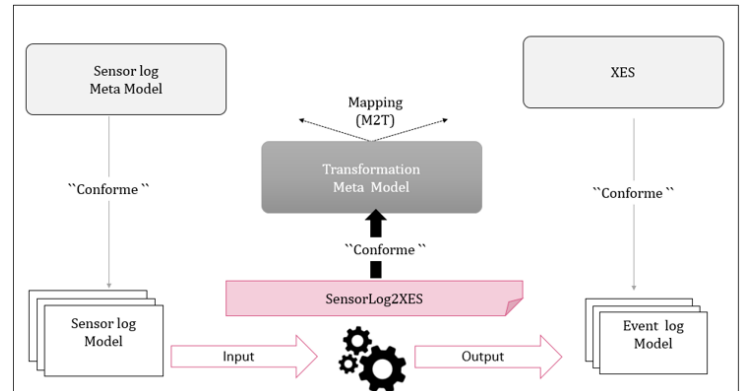 Sensor log
Meta Model
XES
Mapping
(M2T)
Transformation
Meta Model
``Conforme ``
``Conforme ``
``Conforme ``
SensorLog2XES
Sensor log
Model
Input
Output
Event log
Model